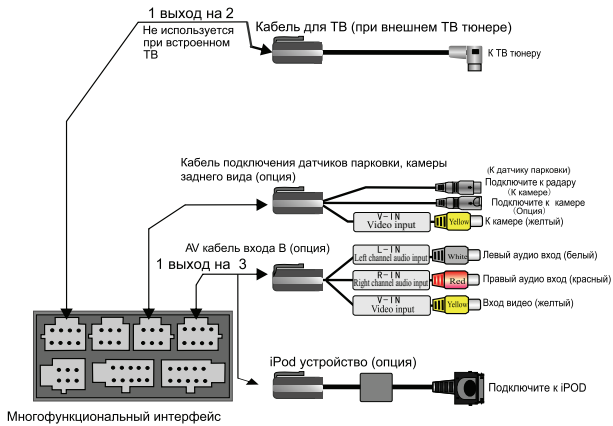 1 выход на 2
Не используется
при встроенном
ТВ
Кабель для ТВ (при внешнем ТВ тюнере)
К ТВ тюнеру
Кабель подключения датчиков парковки, камеры
заднего вида (опция)
(К датчику парковки)
Подключите к радару
(К камере)
Подключите к камере
(Опция)
V-IN
Video input
Yellow
К камере (желтый)
AV кабель входа В (опция)
1 выход на 3
L-IN
Left channel audio input
White
Левый аудио вход (белый)
R-IN
Right channel audio input
Red
Правый аудио вход (красный)
V-IN
Video input
Yellow
Вход видео (желтый)
iPod устройство (опция)
Подключите к iPOD
Многофункциональный интерфейс